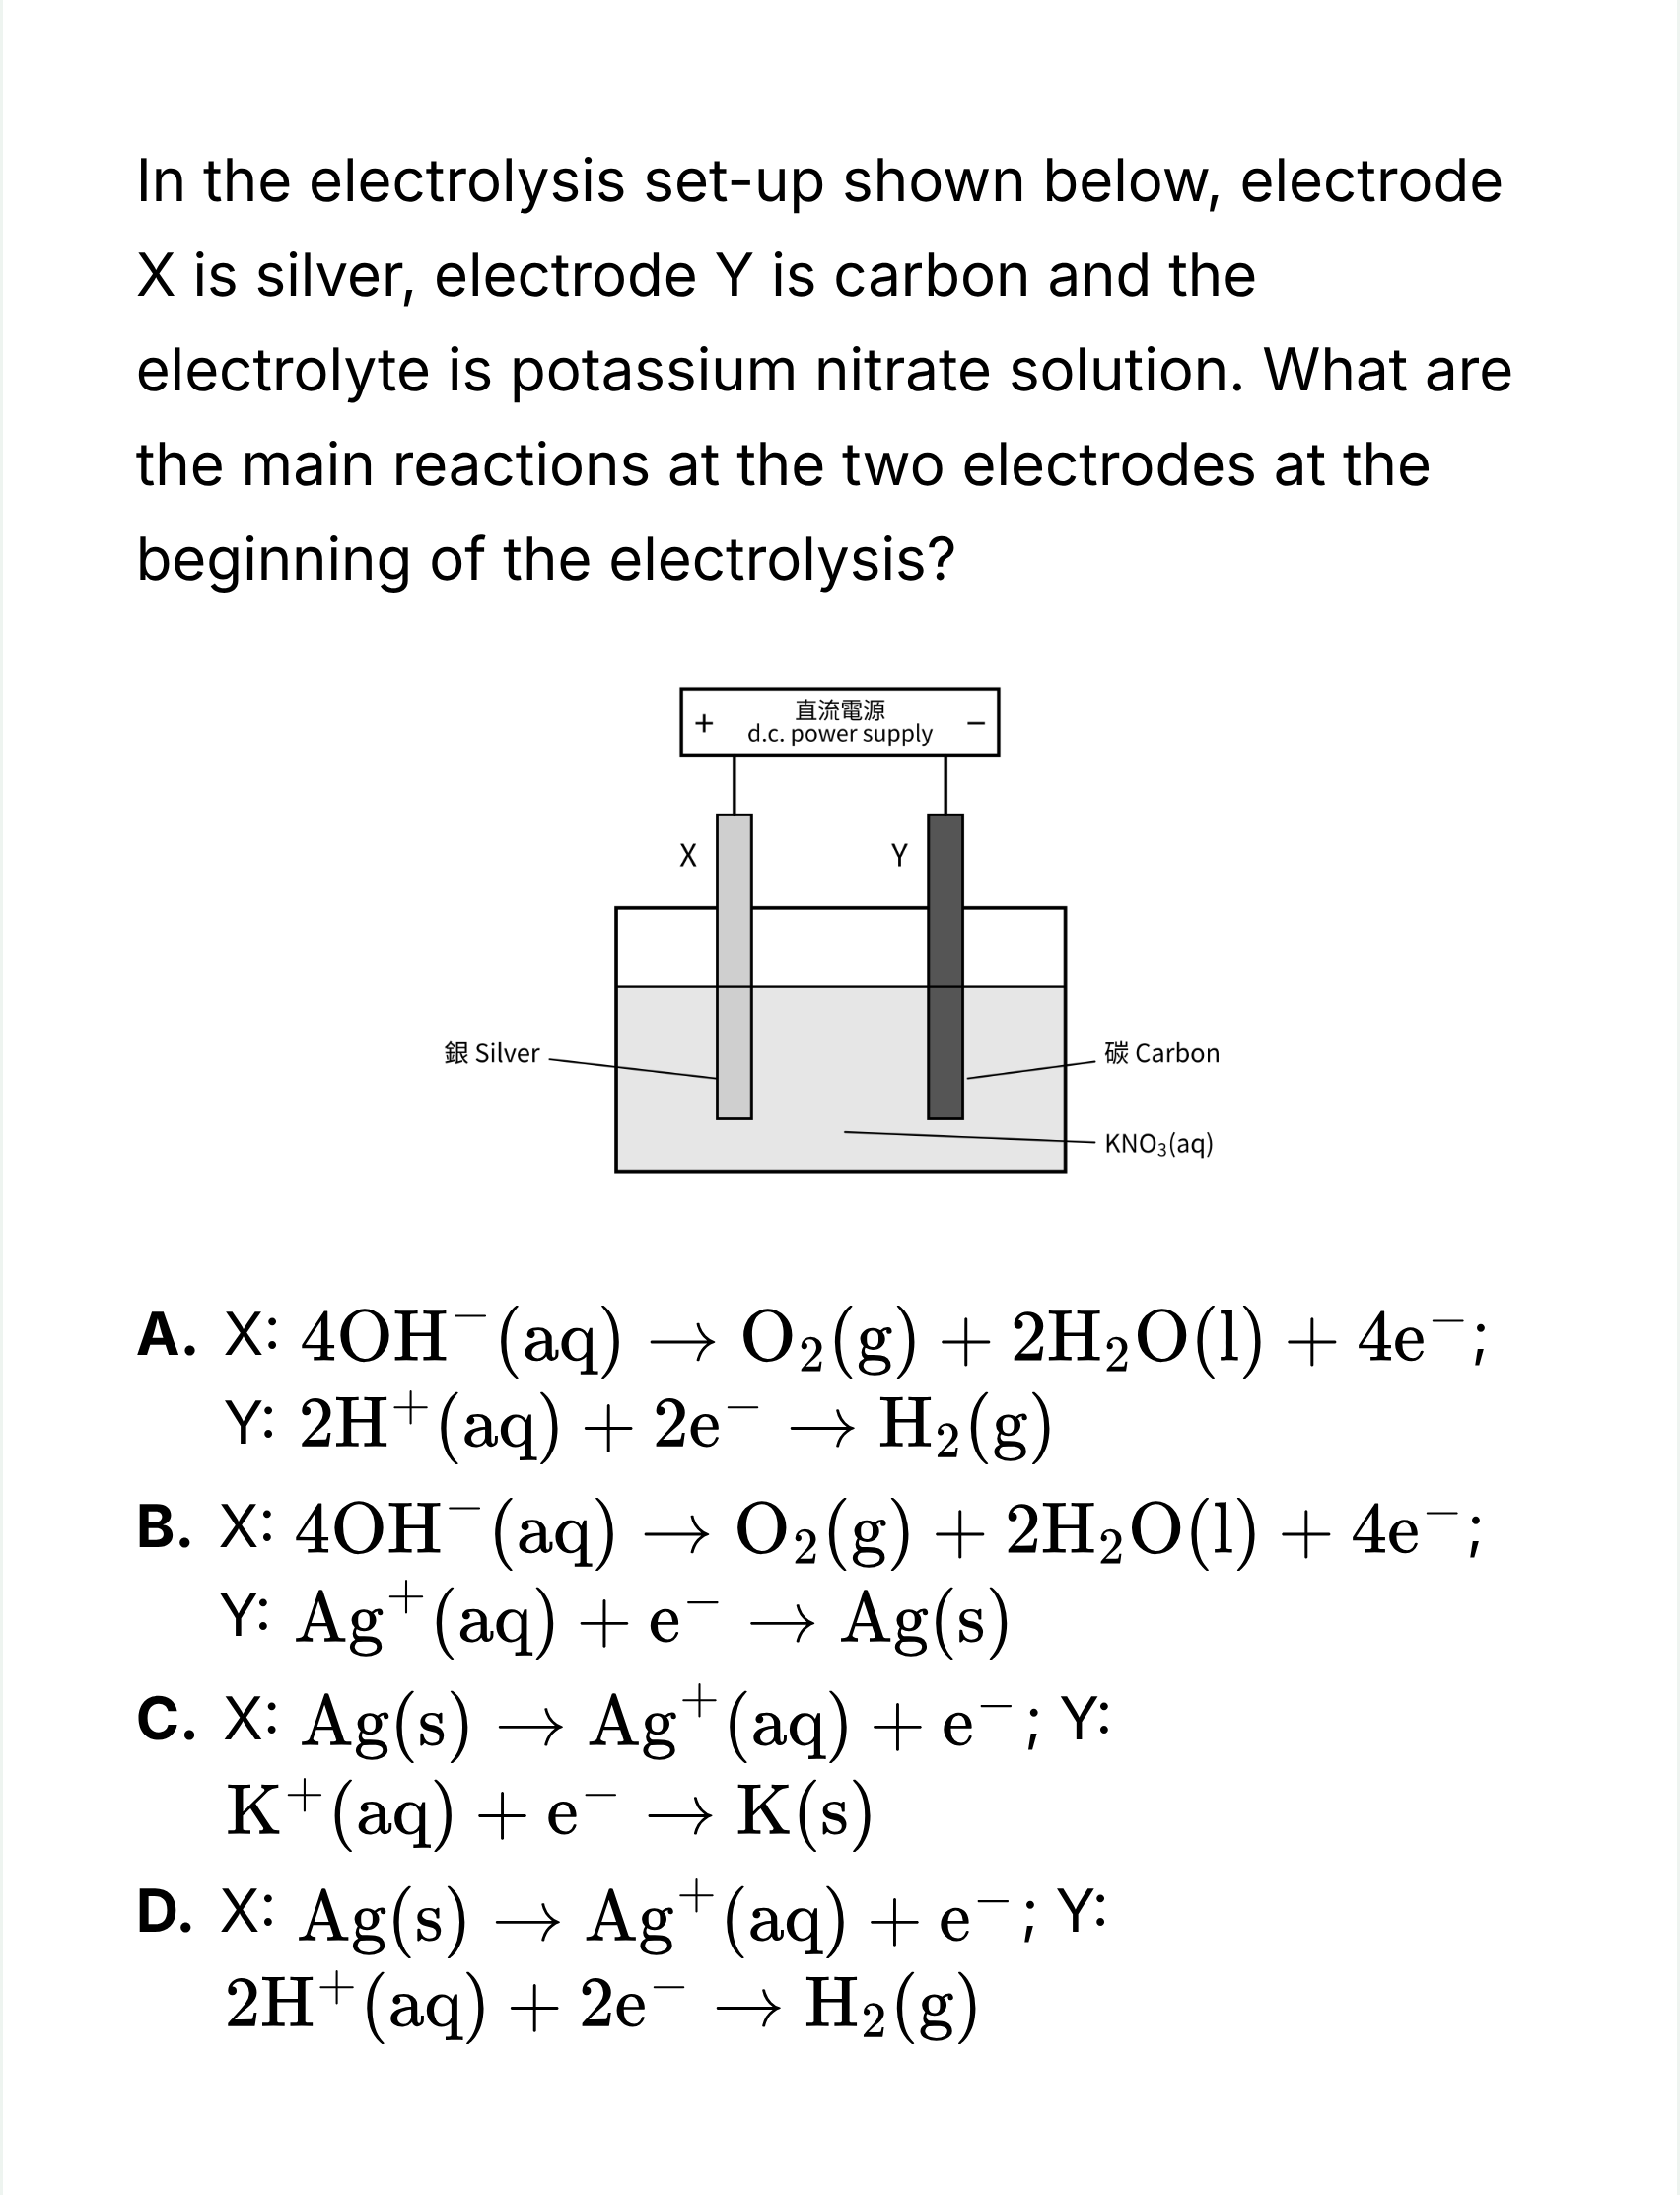 In the electrolysis set-up shown below, electrode
X is silver, electrode Y is carbon and the
electrolyte is potassium nitrate solution. What are
the main reactions at the two electrodes at the
beginning of the electrolysis?
+ 直流電源 −
d.c. power supply
X Y
銀 Silver 碳 Carbon
KNO₃(aq)
A. X: 4OH⁻(aq) → O₂(g) + 2H₂O(l) + 4e⁻;
Y: 2H⁺(aq) + 2e⁻ → H₂(g)
B. X: 4OH⁻(aq) → O₂(g) + 2H₂O(l) + 4e⁻;
Y: Ag⁺(aq) + e⁻ → Ag(s)
C. X: Ag(s) → Ag⁺(aq) + e⁻; Y:
K⁺(aq) + e⁻ → K(s)
D. X: Ag(s) → Ag⁺(aq) + e⁻; Y:
2H⁺(aq) + 2e⁻ → H₂(g)